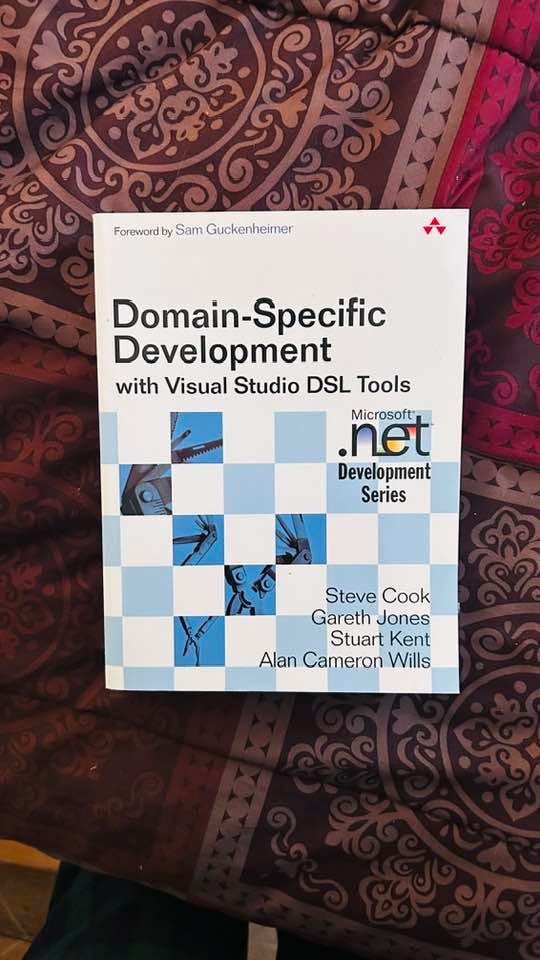 Foreword by Sam Guckenheimer
Domain-Specific
Development
with Visual Studio DSL Tools
Microsoft®
.net™
Development
Series
Steve Cook
Gareth Jones
Stuart Kent
Alan Cameron Wills